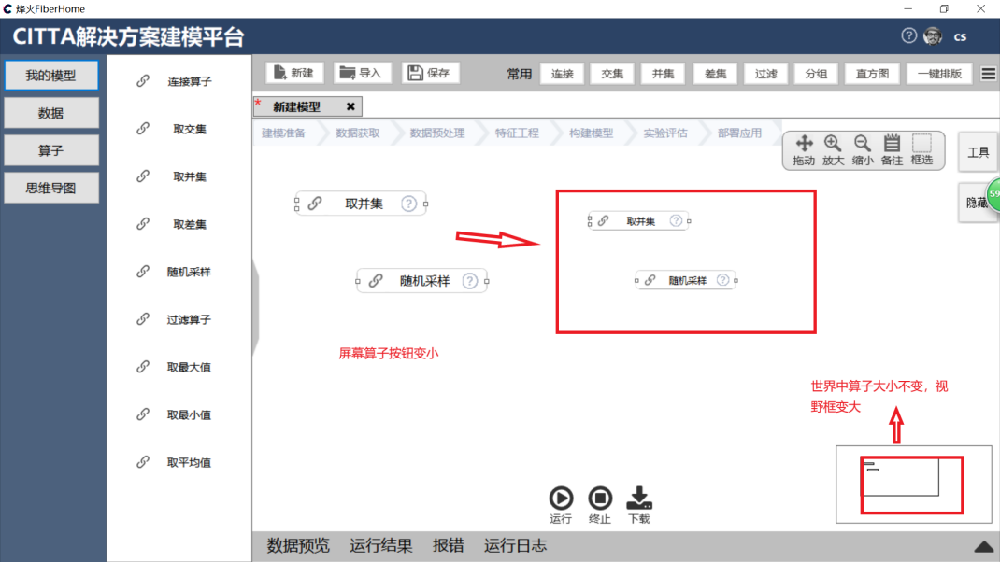 烽火FiberHome
CITTA解决方案建模平台
cs
我的模型
数据
算子
思维导图
连接算子
取交集
取并集
取差集
随机采样
过滤算子
取最大值
取最小值
取平均值
新建 导入 保存 常用 连接 交集 并集 差集 过滤 分组 直方图 一键排版
* 新建模型
建模准备 数据获取 数据预处理 特征工程 构建模型 实验评估 部署应用
拖动 放大 缩小 备注 框选
工具
隐藏
59
取并集 ?
随机采样 ?
取并集 ?
随机采样 ?
屏幕算子按钮变小
世界中算子大小不变，视
野框变大
运行 终止 下载
数据预览 运行结果 报错 运行日志